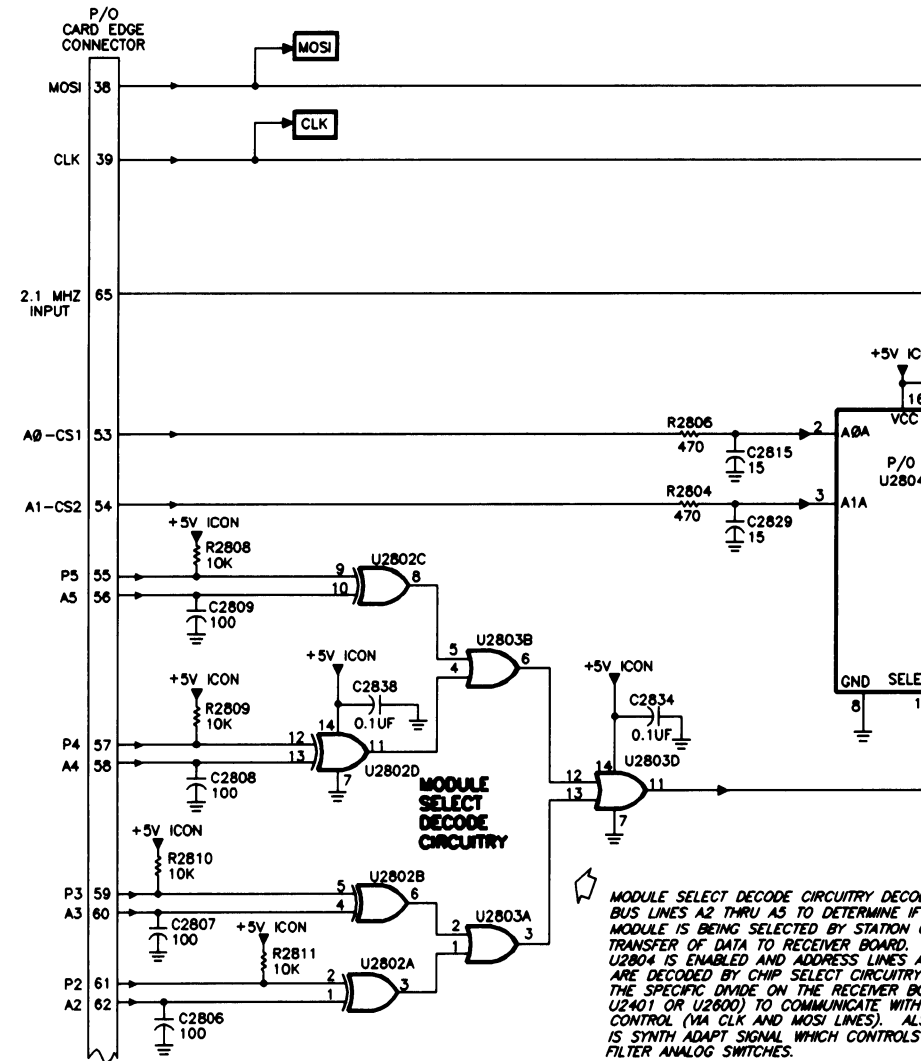 P/O
CARD EDGE
CONNECTOR
MOSI
MOSI 38
CLK
CLK 39
2.1 MHZ 65
INPUT
+5V IC
16
VCC
A0-CS1 53
R2806
470
C2815
15
2 A0A
P/O
U2804
A1-CS2 54
R2804
470
C2829
15
3 A1A
+5V ICON
R2808
10K
U2802C
P5 55
9
8
A5 56
10
C2809
100
U2803B
5
6
4
+5V ICON
+5V ICON
+5V ICON
R2809
10K
C2838
0.1UF
C2834
0.1UF
GND SELE
8
1
14
P4 57
12
11
A4 58
13
U2802D
7
C2808
100
14
U2803D
12
11
13
7
MODULE
SELECT
DECODE
CIRCUITRY
+5V ICON
R2810
10K
U2802B
P3 59
5
6
A3 60
4
C2807
100
+5V ICON
R2811
10K
U2803A
2
3
1
U2802A
P2 61
2
3
A2 62
1
C2806
100
MODULE SELECT DECODE CIRCUITRY DECO
BUS LINES A2 THRU A5 TO DETERMINE IF
MODULE IS BEING SELECTED BY STATION
TRANSFER OF DATA TO RECEIVER BOARD.
U2804 IS ENABLED AND ADDRESS LINES A
ARE DECODED BY CHIP SELECT CIRCUITRY
THE SPECIFIC DIVIDE ON THE RECEIVER BO
U2401 OR U2600) TO COMMUNICATE WITH
CONTROL (VIA CLK AND MOSI LINES). AL
IS SYNTH ADAPT SIGNAL WHICH CONTROLS
FILTER ANALOG SWITCHES.